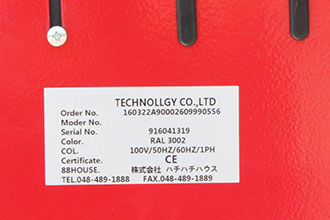 TECHNOLLGY CO.,LTD
Order No. 160322A90002609990556
Moder No.
Serial No. 916041319
Color. RAL 3002
COL. 100V/50HZ/60HZ/1PH
Certificate. CE
88HOUSE. 株式会社 ハチハチハウス
TEL.048-489-1888 FAX.048-489-1889